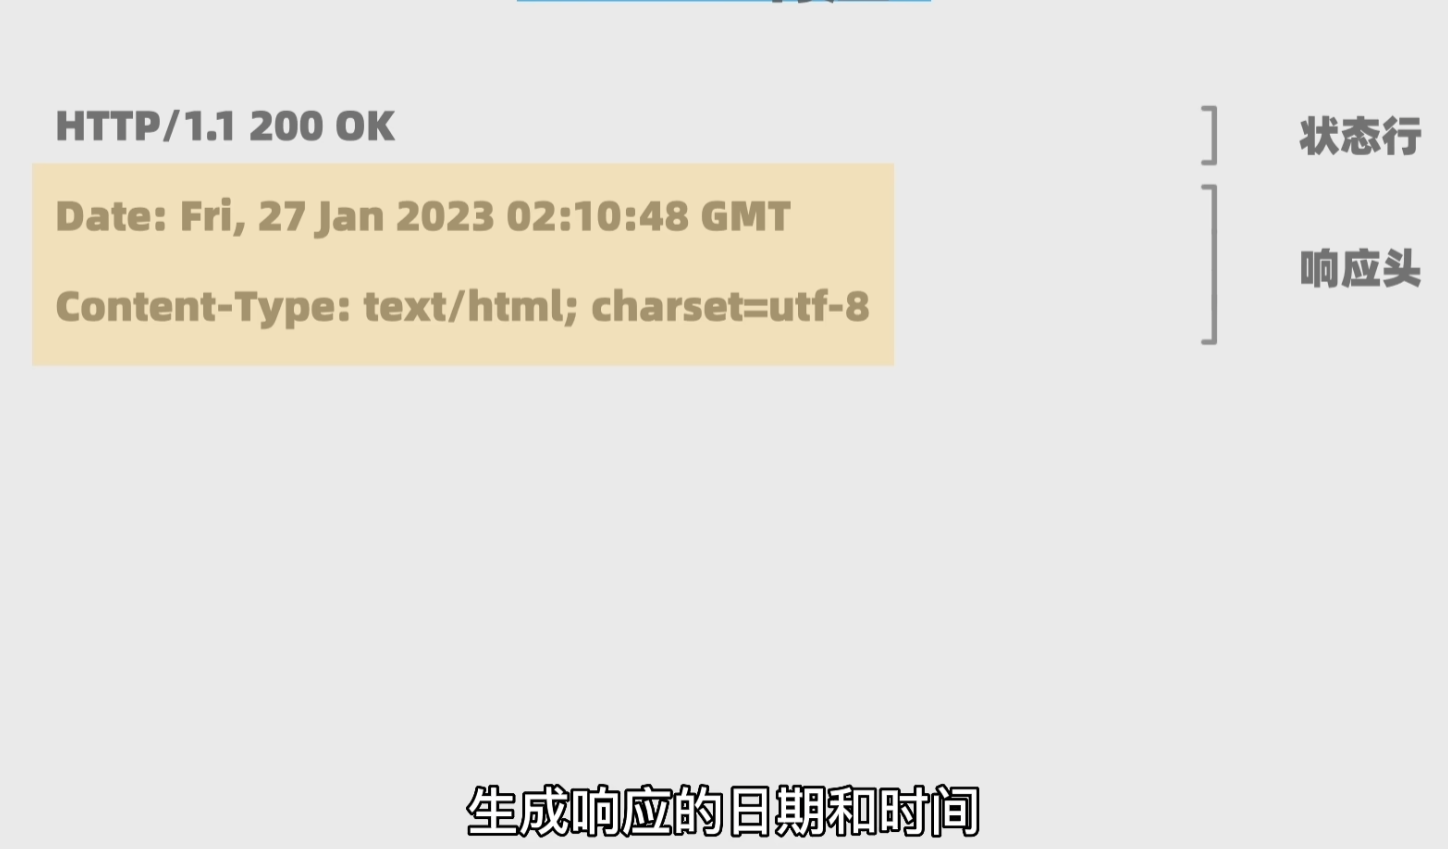 HTTP/1.1 200 OK
状态行
Date: Fri, 27 Jan 2023 02:10:48 GMT
响应头
Content-Type: text/html; charset=utf-8
生成响应的日期和时间